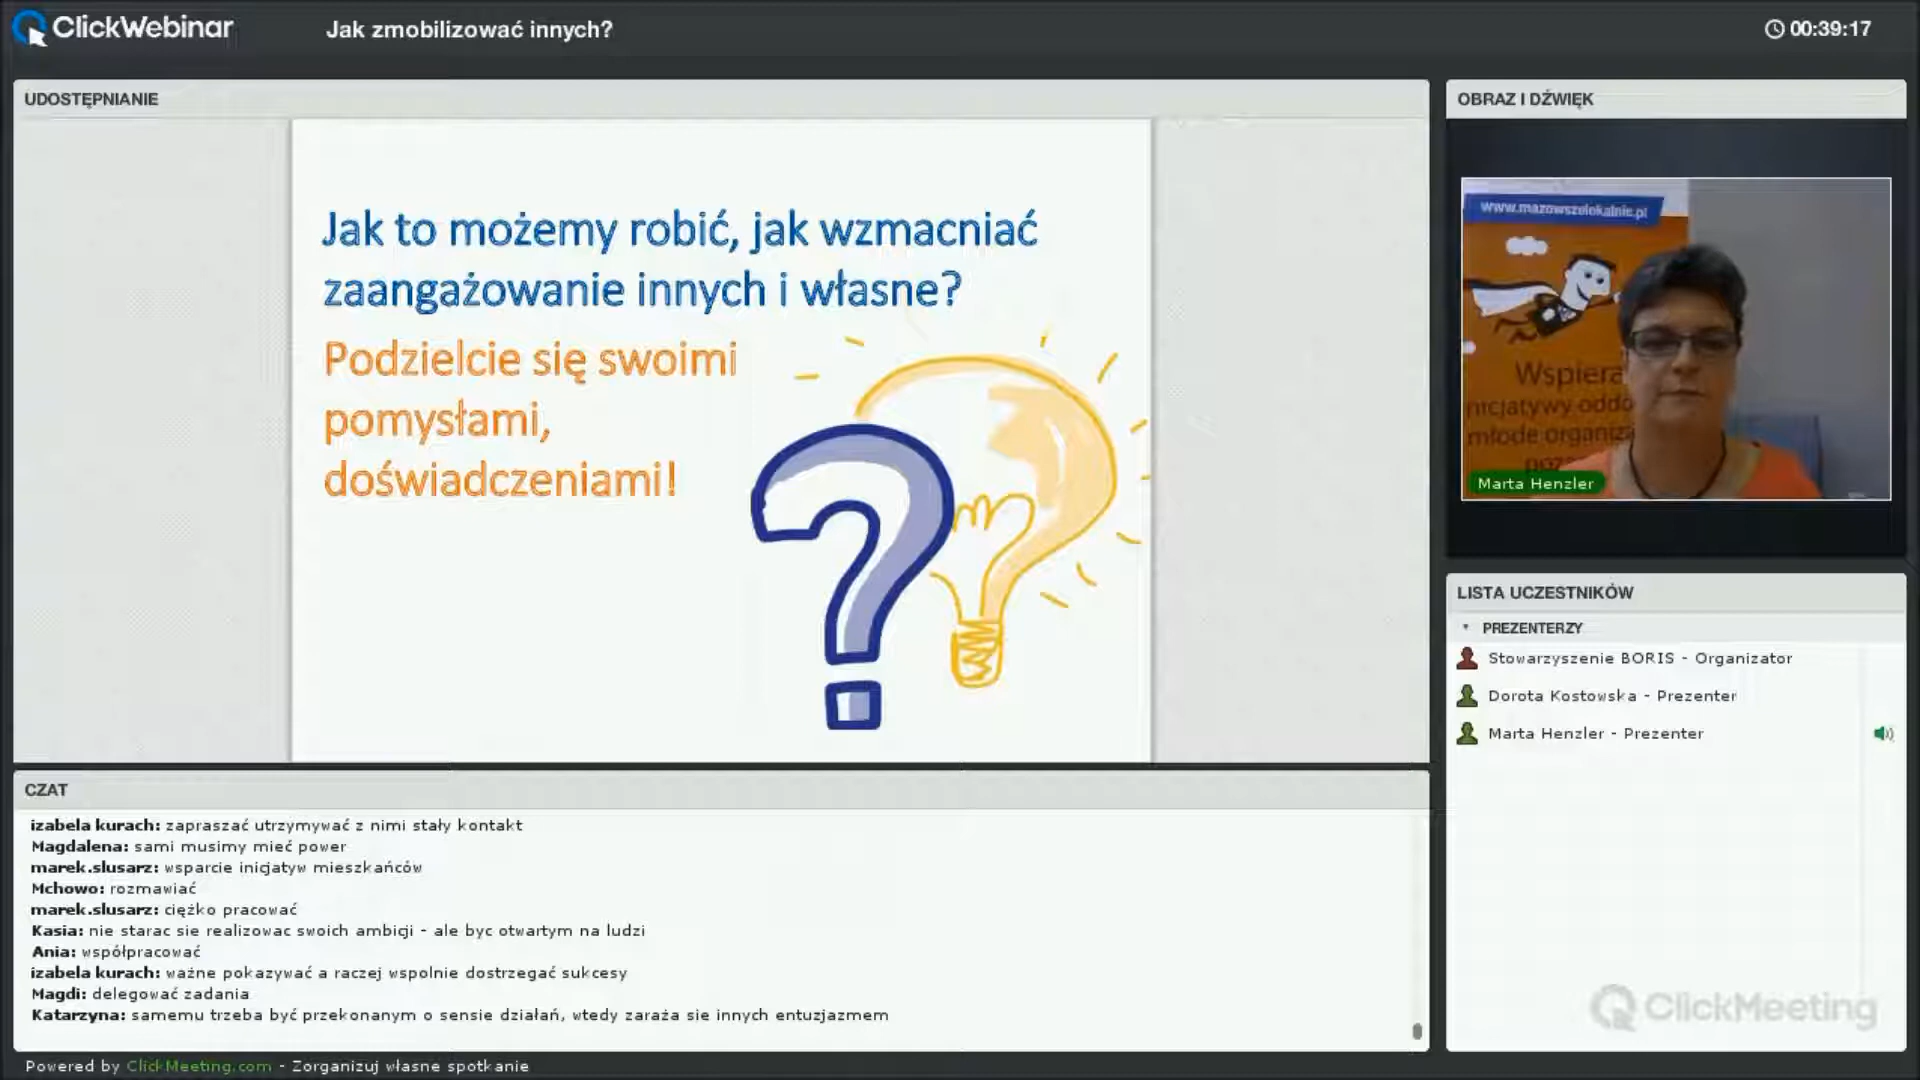 ClickWebinar
Jak zmobilizować innych?
00:39:17
UDOSTĘPNIANIE
Jak to możemy robić, jak wzmacniać
zaangażowanie innych i własne?
Podzielcie się swoimi
pomysłami,
doświadczeniami!
OBRAZ I DŹWIĘK
www.mazowszelokalnie.pl
Wspiera
nicjatywy oddo
młode organiz
poza
Marta Henzler
LISTA UCZESTNIKÓW
PREZENTERZY
Stowarzyszenie BORIS - Organizator
Dorota Kostowska - Prezenter
Marta Henzler - Prezenter
CZAT
izabela kurach: zapraszać utrzymywać z nimi stały kontakt
Magdalena: sami musimy mieć power
marek.slusarz: wsparcie inicjatyw mieszkańców
Mchowo: rozmawiać
marek.slusarz: ciężko pracować
Kasia: nie starac sie realizowac swoich ambicji - ale byc otwartym na ludzi
Ania: współpracować
izabela kurach: ważne pokazywać a raczej wspolnie dostrzegać sukcesy
Magdi: delegować zadania
Katarzyna: samemu trzeba być przekonanym o sensie działań, wtedy zaraża sie innych entuzjazmem
ClickMeeting
Powered by ClickMeeting.com - Zorganizuj własne spotkanie